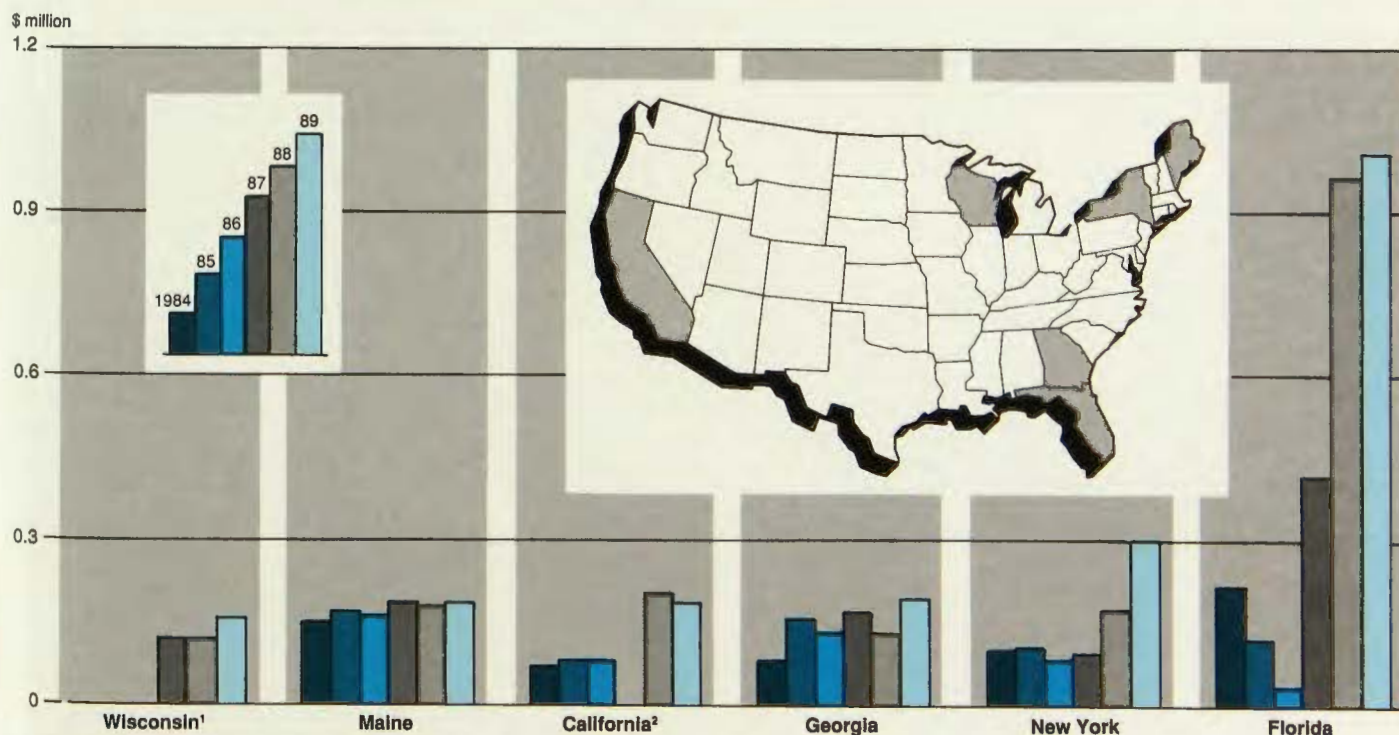 $ million
1.2
0.9
0.6
0.3
0
1984
85
86
87
88
89
Wisconsin¹
Maine
California²
Georgia
New York
Florida